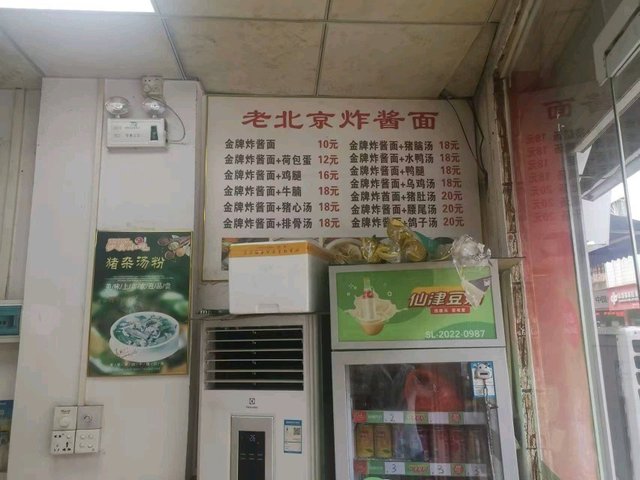 老北京炸酱面
金牌炸酱面 10元
金牌炸酱面+荷包蛋 12元
金牌炸酱面+鸡腿 16元
金牌炸酱面+牛腩 18元
金牌炸酱面+猪心汤 18元
金牌炸酱面+排骨汤 18元
金牌炸酱面+猪脑汤 18元
金牌炸酱面+水鸭汤 18元
金牌炸酱面+鸭腿 18元
金牌炸酱面+乌鸡汤 18元
金牌炸酱面+猪肚汤 20元
金牌炸酱面+腰尾汤 20元
金牌炸酱面+鸽子汤 20元
猪杂汤粉
仙津豆
SL-2022-0987